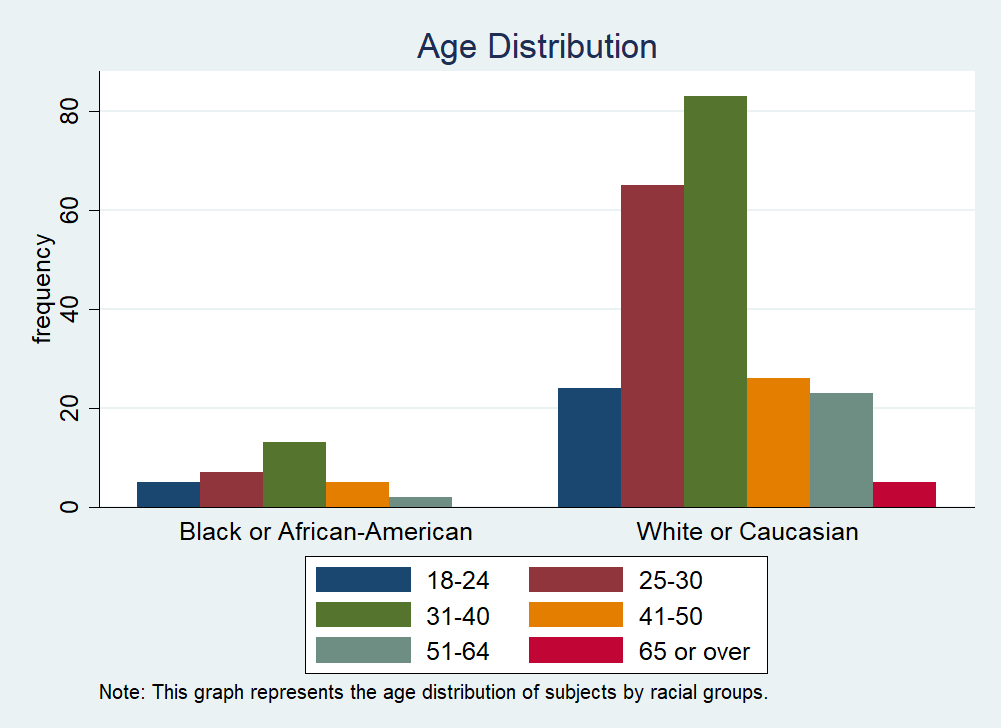 Age Distribution
frequency
80
60
40
20
0
Black or African-American
White or Caucasian
18-24
25-30
31-40
41-50
51-64
65 or over
Note: This graph represents the age distribution of subjects by racial groups.